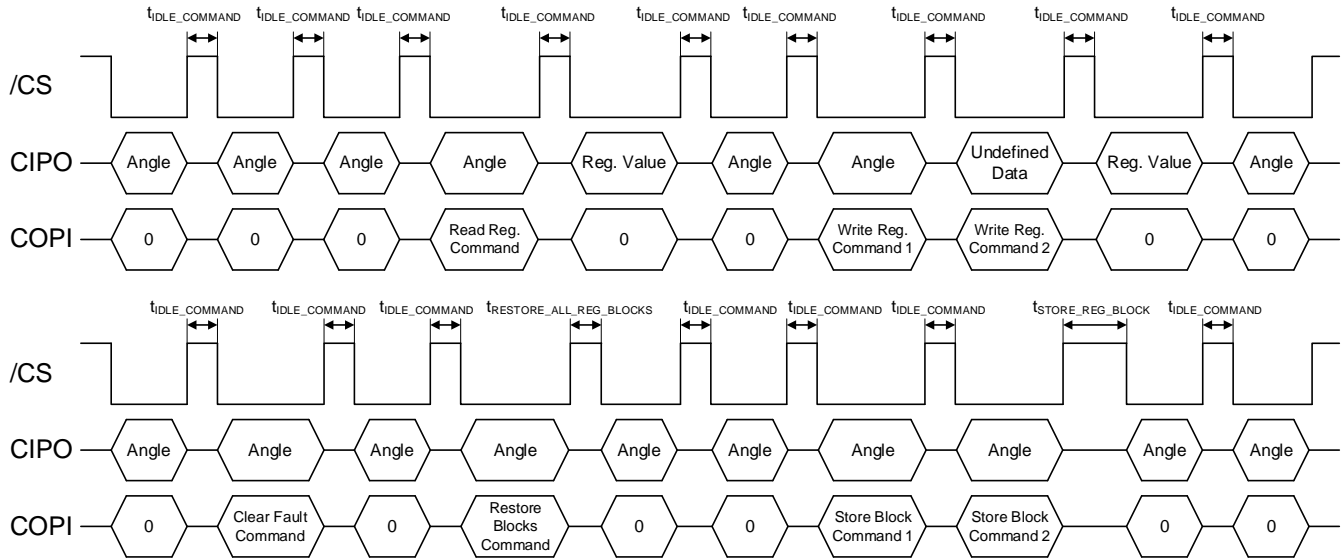 tIDLE_COMMAND tIDLE_COMMAND tIDLE_COMMAND tIDLE_COMMAND tIDLE_COMMAND tIDLE_COMMAND tIDLE_COMMAND tIDLE_COMMAND tIDLE_COMMAND
/CS
CIPO Angle Angle Angle Angle Reg. Value Angle Angle Undefined Data Reg. Value Angle
COPI 0 0 0 Read Reg. Command 0 0 Write Reg. Command 1 Write Reg. Command 2 0 0
tIDLE_COMMAND tIDLE_COMMAND tIDLE_COMMAND tRESTORE_ALL_REG_BLOCKS tIDLE_COMMAND tIDLE_COMMAND tIDLE_COMMAND tSTORE_REG_BLOCK tIDLE_COMMAND
/CS
CIPO Angle Angle Angle Angle Angle Angle Angle Angle Angle Angle
COPI 0 Clear Fault Command 0 Restore Blocks Command 0 0 Store Block Command 1 Store Block Command 2 0 0